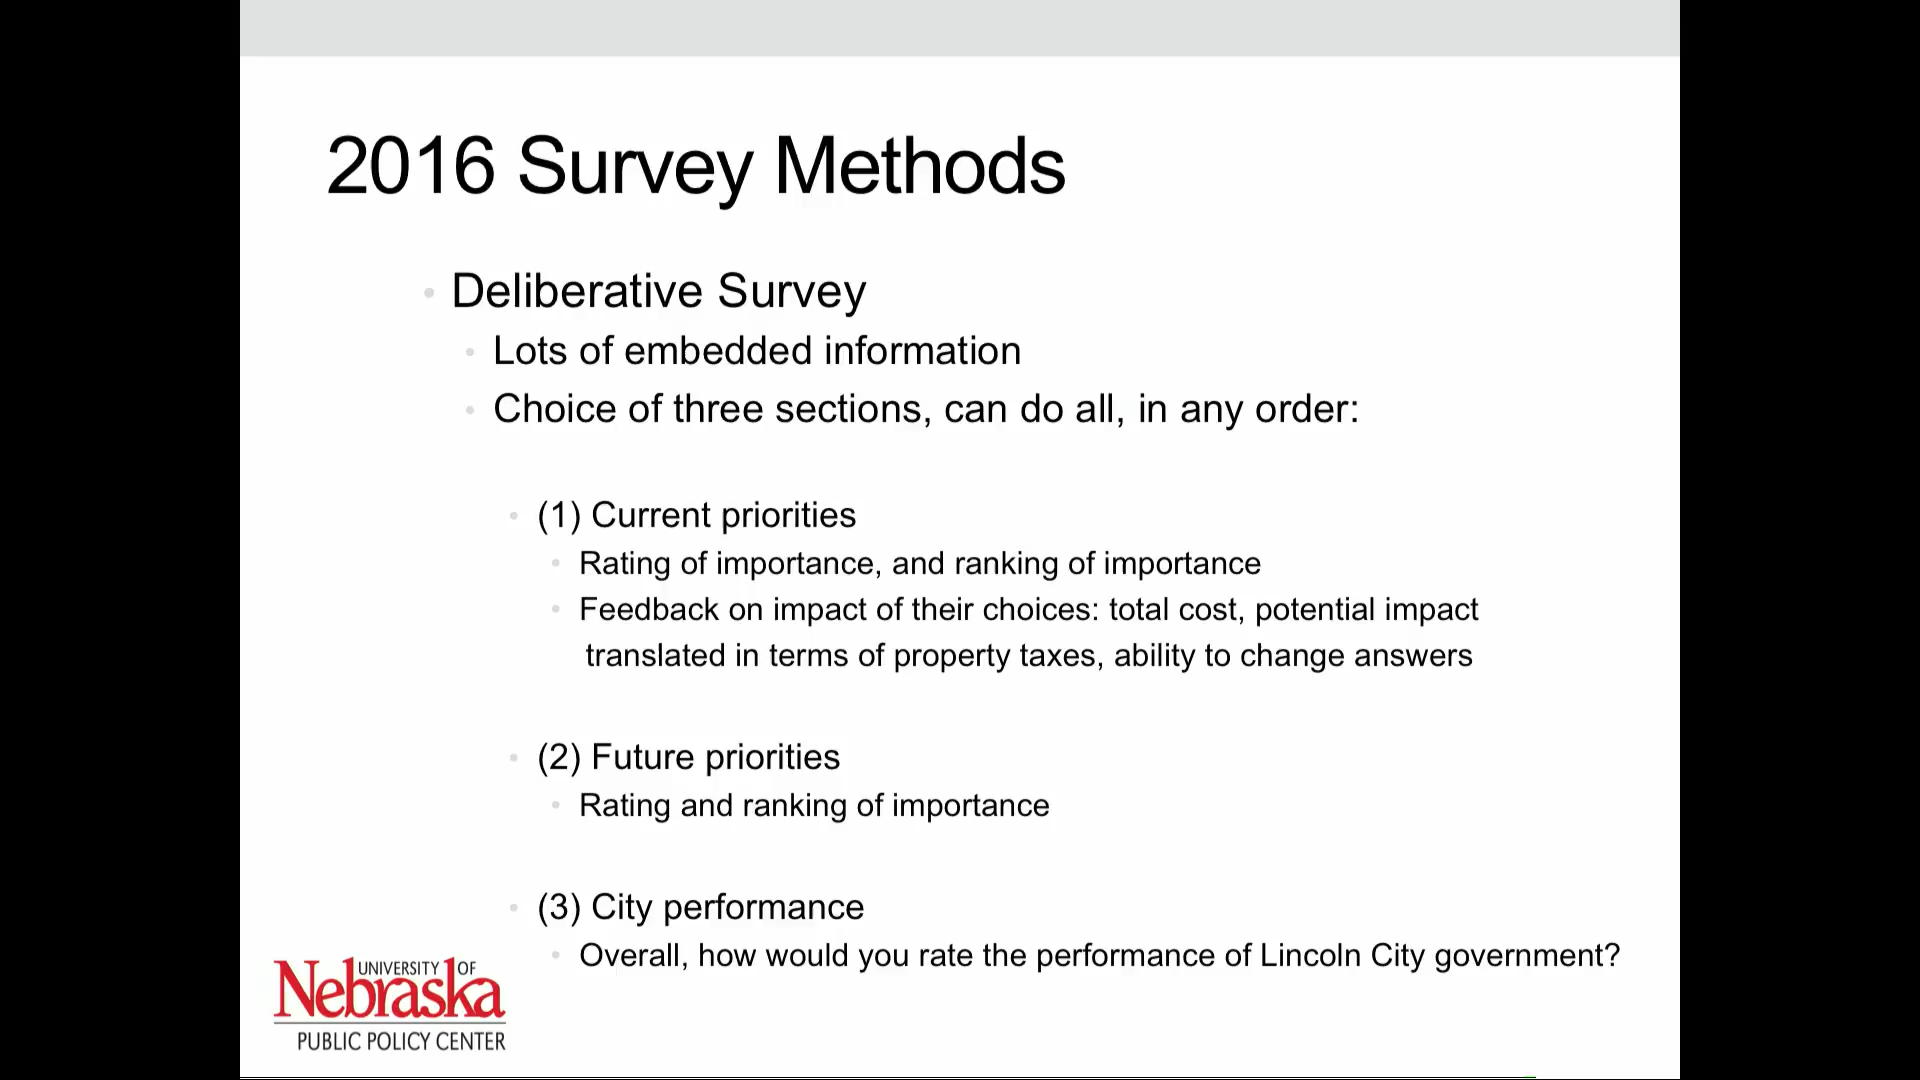 2016 Survey Methods
• Deliberative Survey
• Lots of embedded information
• Choice of three sections, can do all, in any order:
• (1) Current priorities
• Rating of importance, and ranking of importance
• Feedback on impact of their choices: total cost, potential impact
translated in terms of property taxes, ability to change answers
• (2) Future priorities
• Rating and ranking of importance
• (3) City performance
• Overall, how would you rate the performance of Lincoln City government?
UNIVERSITY OF
Nebraska
PUBLIC POLICY CENTER